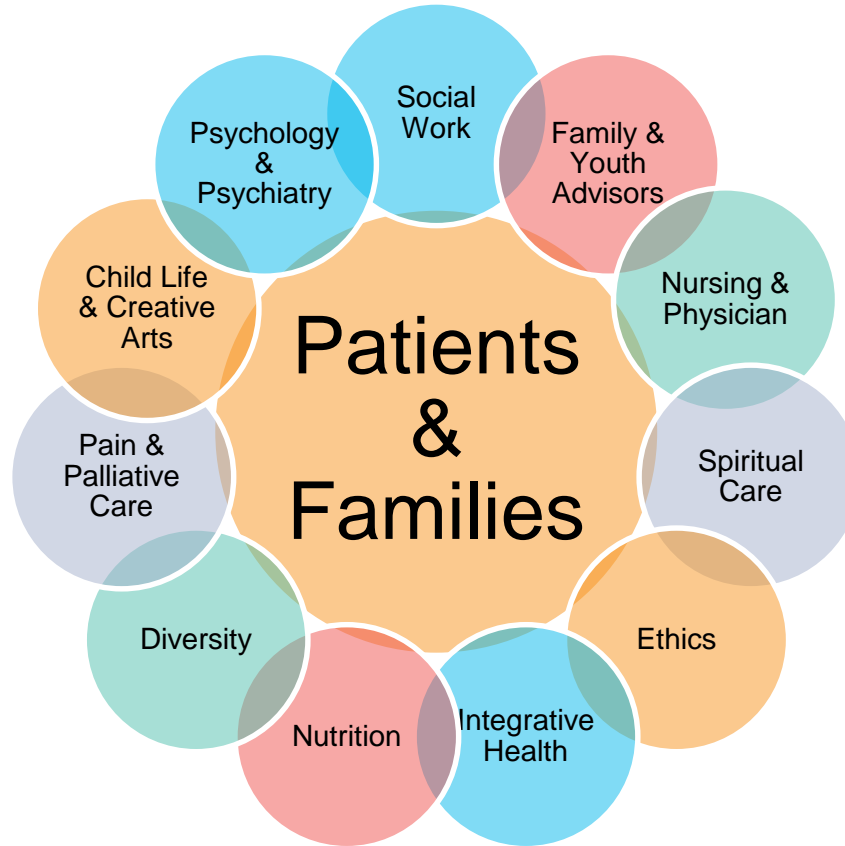 Social
Work
Family &
Youth
Advisors
Nursing &
Physician
Spiritual
Care
Ethics
Integrative
Health
Nutrition
Diversity
Pain &
Palliative
Care
Child Life
& Creative
Arts
Psychology
&
Psychiatry
Patients
&
Families